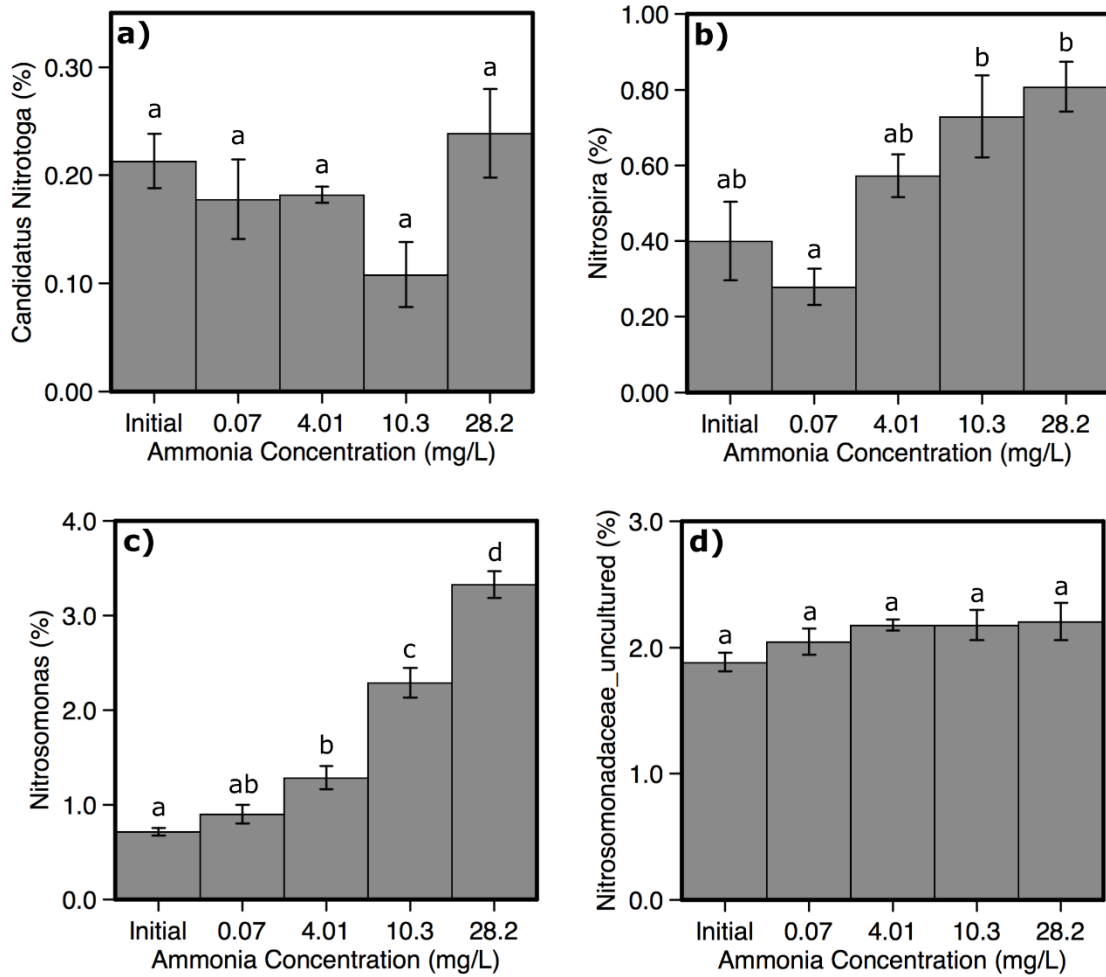 a)
Candidatus Nitrotoga (%)
0.30
0.20
0.10
0.00
a
a
a
a
a
Initial 0.07 4.01 10.3 28.2
Ammonia Concentration (mg/L)
b)
Nitrospira (%)
1.00
0.80
0.60
0.40
0.20
0.00
ab
a
ab
b
b
Initial 0.07 4.01 10.3 28.2
Ammonia Concentration (mg/L)
c)
Nitrosomonas (%)
4.0
3.0
2.0
1.0
0.0
a
ab
b
c
d
Initial 0.07 4.01 10.3 28.2
Ammonia Concentration (mg/L)
d)
Nitrosomonadaceae_uncultured (%)
3.0
2.0
1.0
0.0
a
a
a
a
a
Initial 0.07 4.01 10.3 28.2
Ammonia Concentration (mg/L)